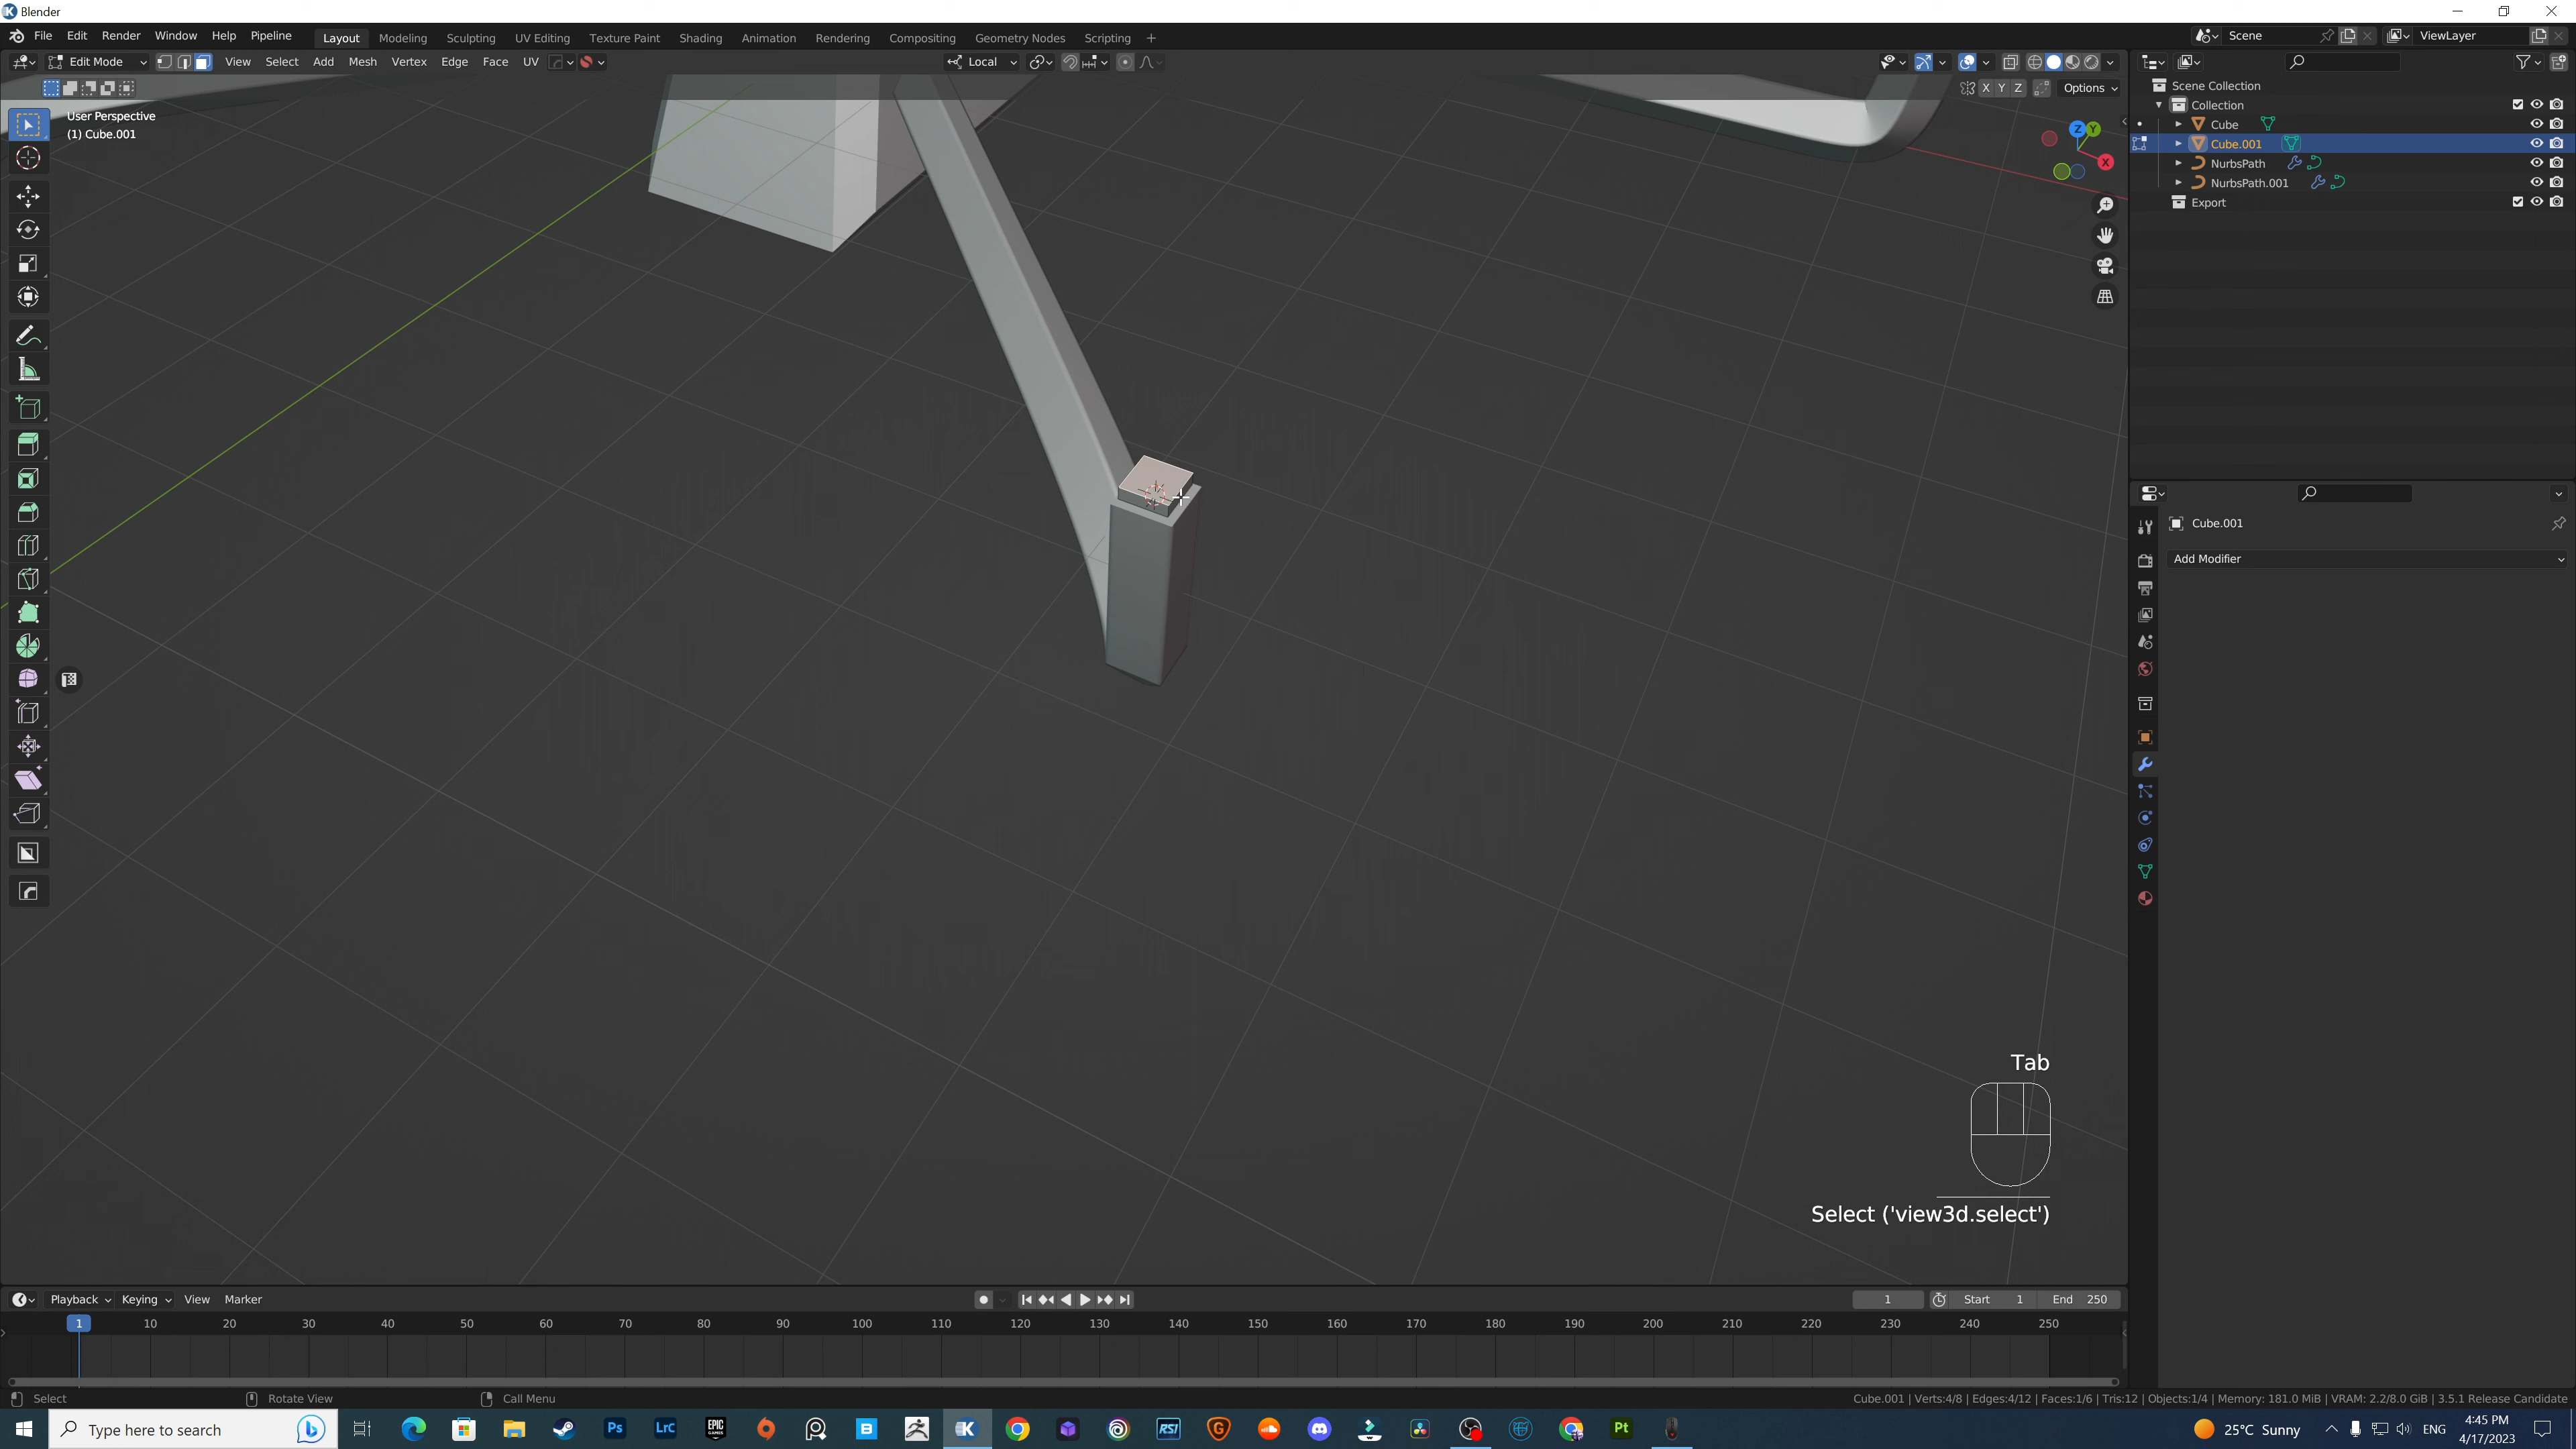 Blender
File Edit Render Window Help Pipeline Layout Modeling Sculpting UV Editing Texture Paint Shading Animation Rendering Compositing Geometry Nodes Scripting + Scene ViewLayer
Edit Mode View Select Add Mesh Vertex Edge Face UV Local
X Y Z Options
User Perspective
(1) Cube.001
Z Y
X
Scene Collection
Collection
Cube
Cube.001
NurbsPath
NurbsPath.001
Export
Cube.001
Add Modifier
Tab
Select ('view3d.select')
Playback Keying View Marker 1 Start 1 End 250
1 10 20 30 40 50 60 70 80 90 100 110 120 130 140 150 160 170 180 190 200 210 220 230 240 250
Select Rotate View Call Menu Cube.001 | Verts:4/8 | Edges:4/12 | Faces:1/6 | Tris:12 | Objects:1/4 | Memory: 181.0 MiB | VRAM: 2.2/8.0 GiB | 3.5.1 Release Candidate
Type here to search Ps LrC EPIC GAMES B K RSI G Pt 25°C Sunny ENG 4:45 PM
4/17/2023